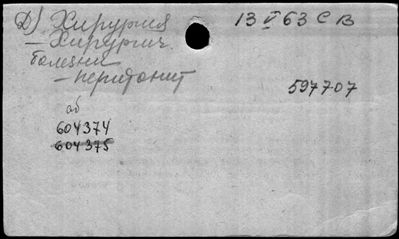 Д) Хирургия
13 V 63 СВ
— Хирургич.
болезни
— перитонит
597707
об
604374
604375